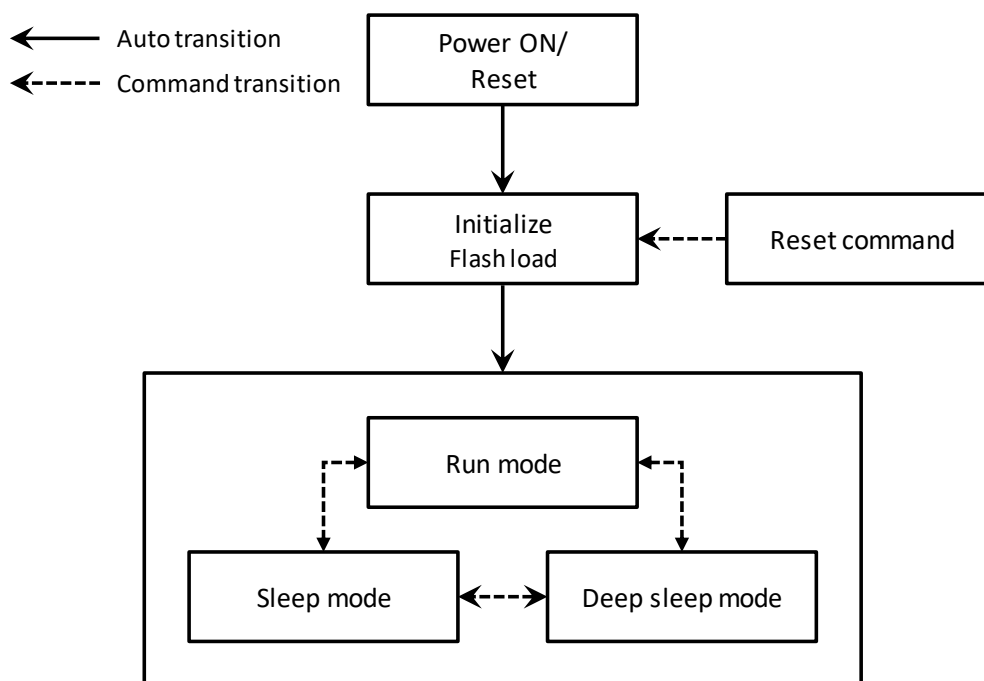 Auto transition
Command transition
Power ON/
Reset
Initialize
Flash load
Reset command
Run mode
Sleep mode
Deep sleep mode